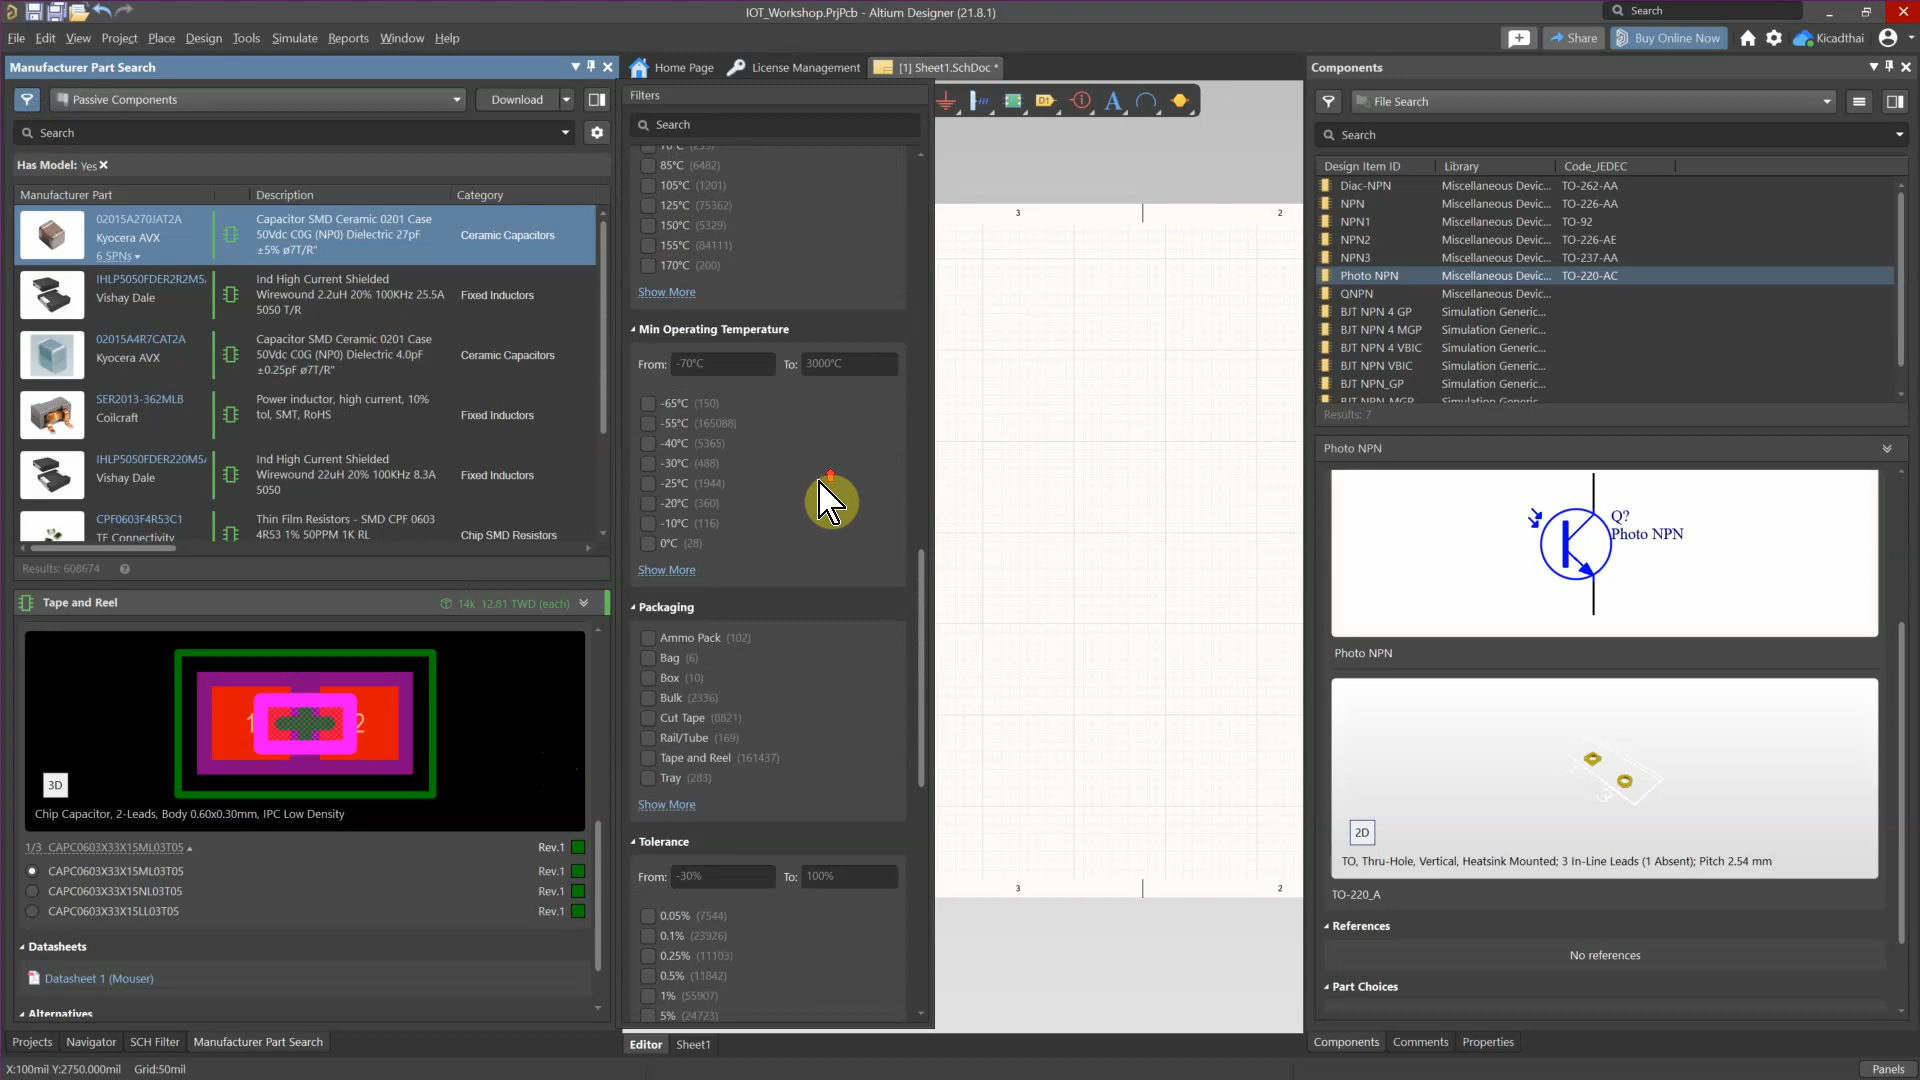 IOT_Workshop.PrjPcb - Altium Designer (21.8.1)
Search
File Edit View Project Place Design Tools Simulate Reports Window Help
Share
Buy Online Now
Kicadthai
Manufacturer Part Search
Passive Components
Download
Search
Has Model: Yes
Manufacturer Part Description Category
02015A270JAT2A
Kyocera AVX
6 SPNs
Capacitor SMD Ceramic 0201 Case
50Vdc C0G (NP0) Dielectric 27pF
±5% ø7T/R"
Ceramic Capacitors
IHLP5050FDER2R2M5
Vishay Dale
Ind High Current Shielded
Wirewound 2.2uH 20% 100KHz 25.5A
5050 T/R
Fixed Inductors
02015A4R7CAT2A
Kyocera AVX
Capacitor SMD Ceramic 0201 Case
50Vdc C0G (NP0) Dielectric 4.0pF
±0.25pF ø7T/R"
Ceramic Capacitors
SER2013-362MLB
Coilcraft
Power inductor, high current, 10%
tol, SMT, RoHS
Fixed Inductors
IHLP5050FDER220M5
Vishay Dale
Ind High Current Shielded
Wirewound 22uH 20% 100KHz 8.3A
5050
Fixed Inductors
CPF0603F4R53C1
TE Connectivity
Thin Film Resistors - SMD CPF 0603
4R53 1% 50PPM 1K RL
Chip SMD Resistors
Results: 608674
Tape and Reel
14k 12.81 TWD (each)
1 2
3D
Chip Capacitor, 2-Leads, Body 0.60x0.30mm, IPC Low Density
1/3 CAPC0603X33X15ML03T05 Rev.1
CAPC0603X33X15ML03T05 Rev.1
CAPC0603X33X15NL03T05 Rev.1
CAPC0603X33X15LL03T05 Rev.1
Datasheets
Datasheet 1 (Mouser)
Alternatives
Projects Navigator SCH Filter Manufacturer Part Search
X:100mil Y:2750.000mil Grid:50mil
Home Page
License Management
[1] Sheet1.SchDoc *
Filters
Search
85°C (6482)
105°C (1201)
125°C (75362)
150°C (5329)
155°C (84111)
170°C (200)
Show More
Min Operating Temperature
From: -70°C To: 3000°C
-65°C (150)
-55°C (165088)
-40°C (5365)
-30°C (488)
-25°C (1944)
-20°C (360)
-10°C (116)
0°C (28)
Show More
Packaging
Ammo Pack (102)
Bag (6)
Box (10)
Bulk (2336)
Cut Tape (8821)
Rail/Tube (169)
Tape and Reel (161437)
Tray (283)
Show More
Tolerance
From: -30% To: 100%
0.05% (7544)
0.1% (23926)
0.25% (11103)
0.5% (11842)
1% (55907)
5% (24723)
3 2
3 2
Editor Sheet1
Components
File Search
Search
Design Item ID Library Code_JEDEC
Diac-NPN Miscellaneous Devic... TO-262-AA
NPN Miscellaneous Devic... TO-226-AA
NPN1 Miscellaneous Devic... TO-92
NPN2 Miscellaneous Devic... TO-226-AE
NPN3 Miscellaneous Devic... TO-237-AA
Photo NPN Miscellaneous Devic... TO-220-AC
QNPN Miscellaneous Devic...
BJT NPN 4 GP Simulation Generic...
BJT NPN 4 MGP Simulation Generic...
BJT NPN 4 VBIC Simulation Generic...
BJT NPN VBIC Simulation Generic...
BJT NPN_GP Simulation Generic...
BJT NPN_MGP Simulation Generic...
Results: 7
Photo NPN
Q?
Photo NPN
Photo NPN
2D
TO, Thru-Hole, Vertical, Heatsink Mounted; 3 In-Line Leads (1 Absent); Pitch 2.54 mm
TO-220_A
References
No references
Part Choices
Components Comments Properties
Panels